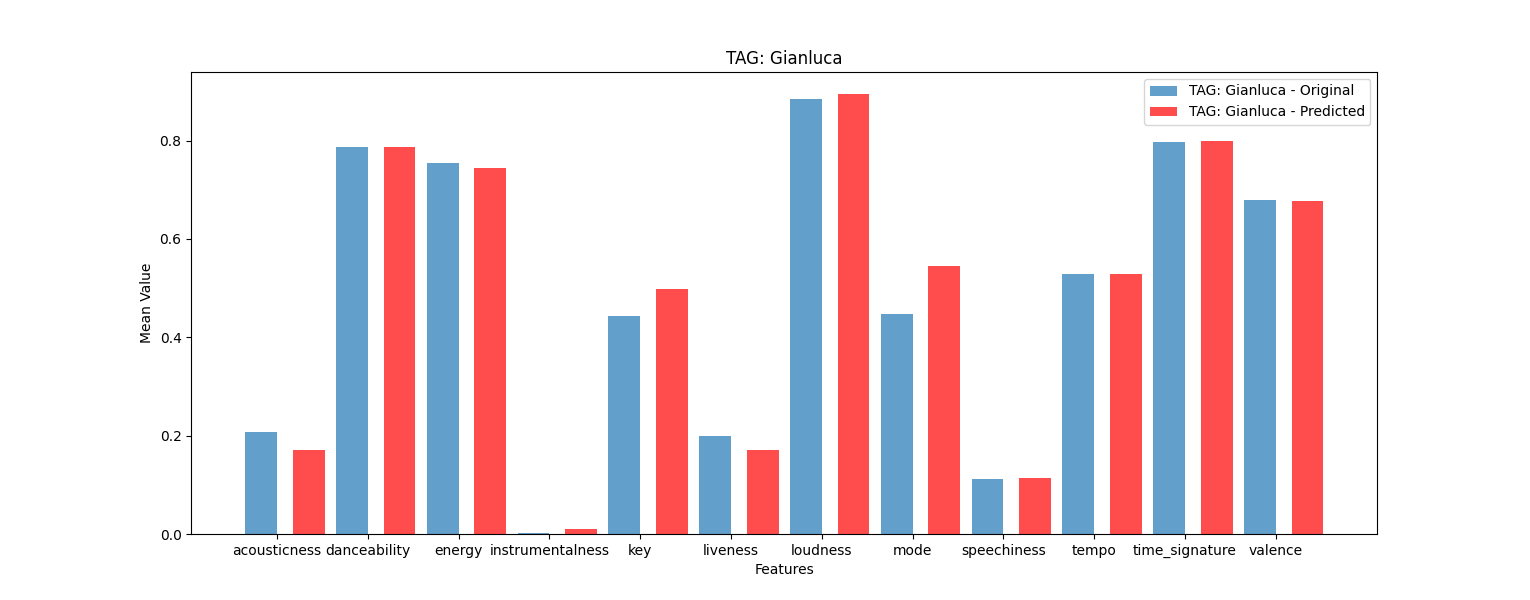 TAG: Gianluca
TAG: Gianluca - Original
TAG: Gianluca - Predicted
Mean Value
0.8
0.6
0.4
0.2
0.0
acousticness danceability energy instrumentalness key liveness loudness mode speechiness tempo time_signature valence
Features